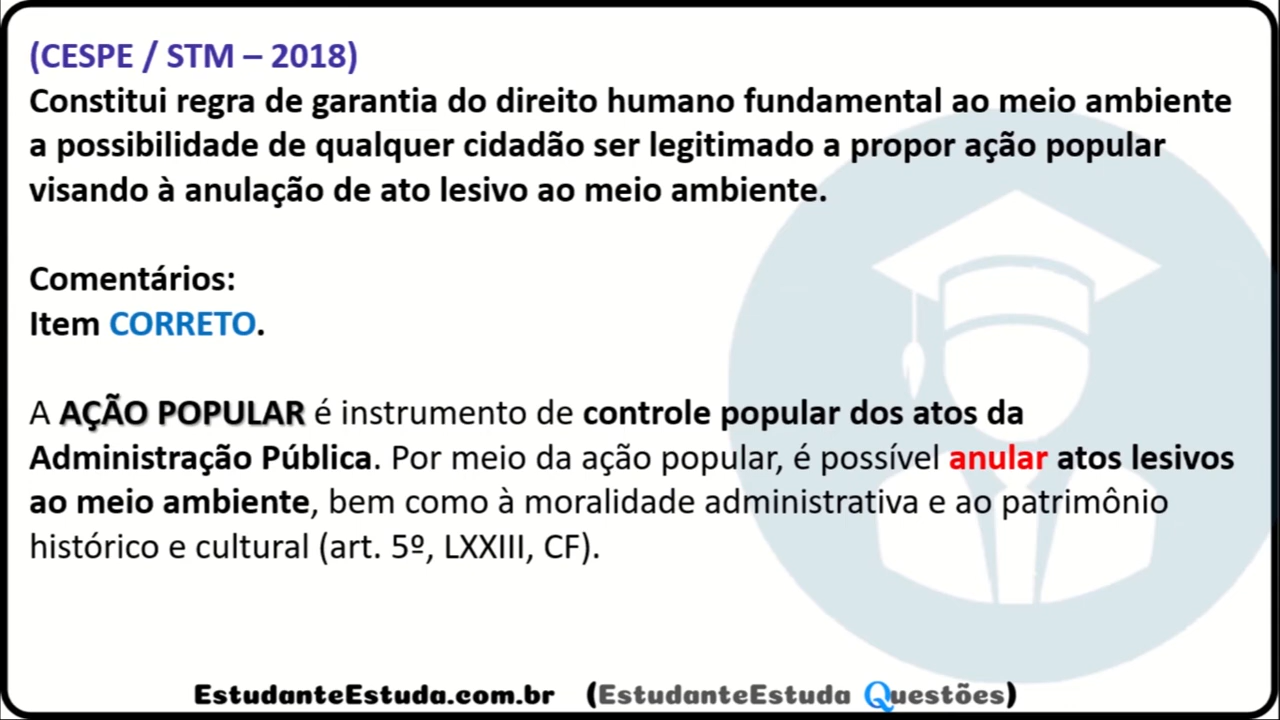 (CESPE / STM – 2018)
Constitui regra de garantia do direito humano fundamental ao meio ambiente
a possibilidade de qualquer cidadão ser legitimado a propor ação popular
visando à anulação de ato lesivo ao meio ambiente.
Comentários:
Item CORRETO.
A AÇÃO POPULAR é instrumento de controle popular dos atos da
Administração Pública. Por meio da ação popular, é possível anular atos lesivos
ao meio ambiente, bem como à moralidade administrativa e ao patrimônio
histórico e cultural (art. 5º, LXXIII, CF).
EstudanteEstuda.com.br (EstudanteEstuda Questões)